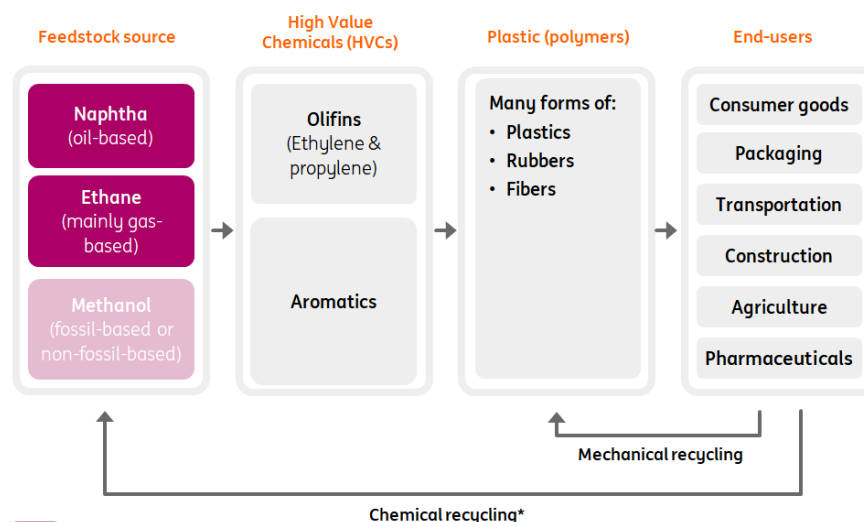 Feedstock source
High Value
Chemicals (HVCs)
Plastic (polymers)
End-users
Naphtha
(oil-based)
Ethane
(mainly gas-
based)
Methanol
(fossil-based or
non-fossil-based)
Olifins
(Ethylene &
propylene)
Aromatics
Many forms of:
• Plastics
• Rubbers
• Fibers
Consumer goods
Packaging
Transportation
Construction
Agriculture
Pharmaceuticals
Mechanical recycling
Chemical recycling*